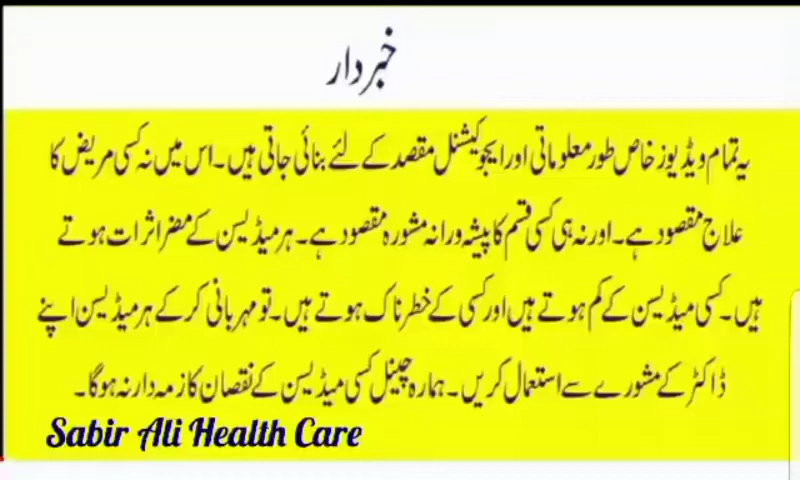 خبردار
یہ تمام ویڈیوز خاص طور معلوماتی اور ایجوکیشنل مقصد کے لئے بنائی جاتی ہیں۔ اس میں نہ کسی مریض کا
علاج مقصود ہے۔ اور نہ ہی کسی قسم کا پیشہ ورانہ مشورہ مقصود ہے۔ ہر میڈیسن کے مضر اثرات ہوتے
ہیں۔ کسی میڈیسن کے کم ہوتے ہیں اور کسی کے خطرناک ہوتے ہیں۔ تو مہربانی کر کے ہر میڈیسن اپنے
ڈاکٹر کے مشورے سے استعمال کریں۔ ہمارہ چینل کسی میڈیسن کے نقصان کا زمہ دار نہ ہو گا۔
Sabir Ali Health Care